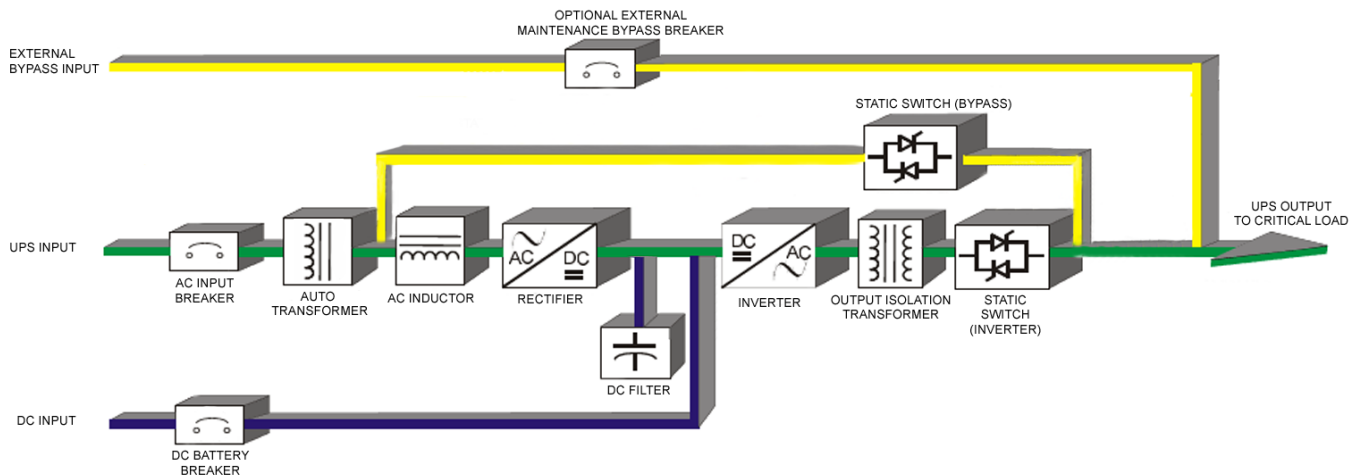 OPTIONAL EXTERNAL
MAINTENANCE BYPASS BREAKER
EXTERNAL
BYPASS INPUT
STATIC SWITCH (BYPASS)
UPS OUTPUT
TO CRITICAL LOAD
UPS INPUT
AC
DC
DC
AC
AC INPUT
BREAKER
AUTO
TRANSFORMER
AC INDUCTOR
RECTIFIER
INVERTER
OUTPUT ISOLATION
TRANSFORMER
STATIC
SWITCH
(INVERTER)
DC FILTER
DC INPUT
DC BATTERY
BREAKER